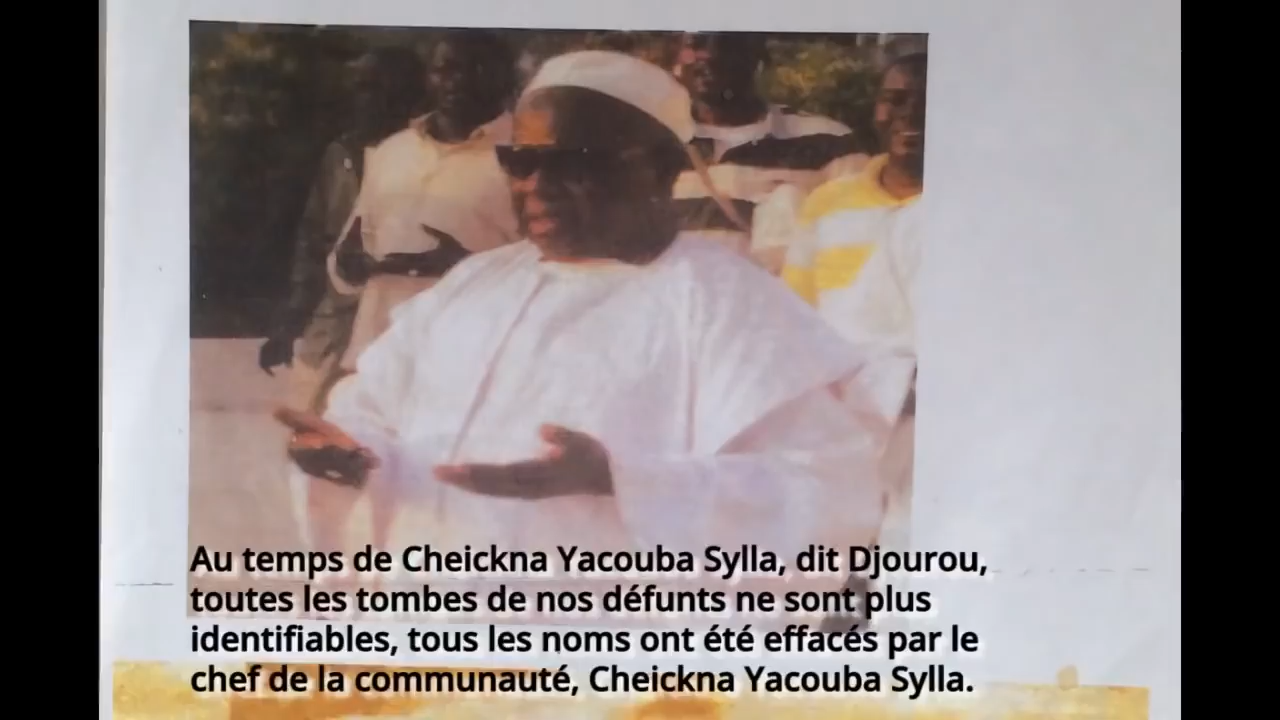 Au temps de Cheickna Yacouba Sylla, dit Djourou,
toutes les tombes de nos défunts ne sont plus
identifiables, tous les noms ont été effacés par le
chef de la communauté, Cheickna Yacouba Sylla.